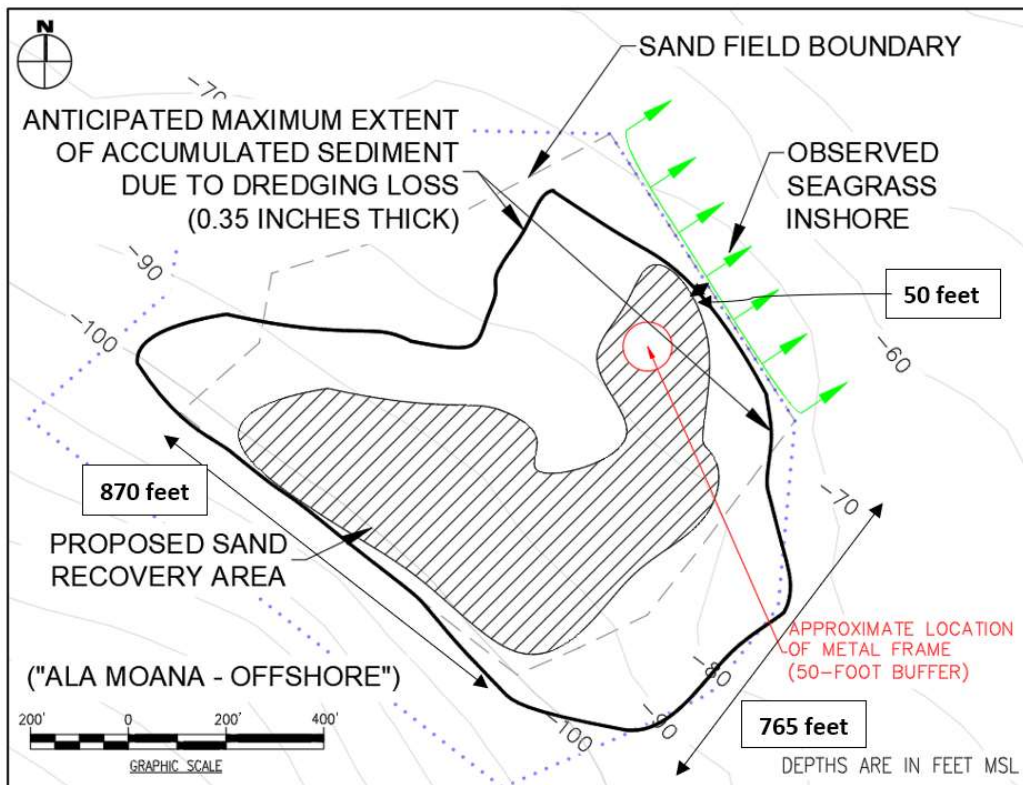 N
SAND FIELD BOUNDARY
-70
ANTICIPATED MAXIMUM EXTENT
OF ACCUMULATED SEDIMENT
DUE TO DREDGING LOSS
(0.35 INCHES THICK)
OBSERVED
SEAGRASS
INSHORE
-90
-100
50 feet
-60
870 feet
-70
PROPOSED SAND
RECOVERY AREA
APPROXIMATE LOCATION
OF METAL FRAME
(50-FOOT BUFFER)
("ALA MOANA - OFFSHORE")
-80
-90
-100
765 feet
200' 0 200' 400'
GRAPHIC SCALE
DEPTHS ARE IN FEET MSL